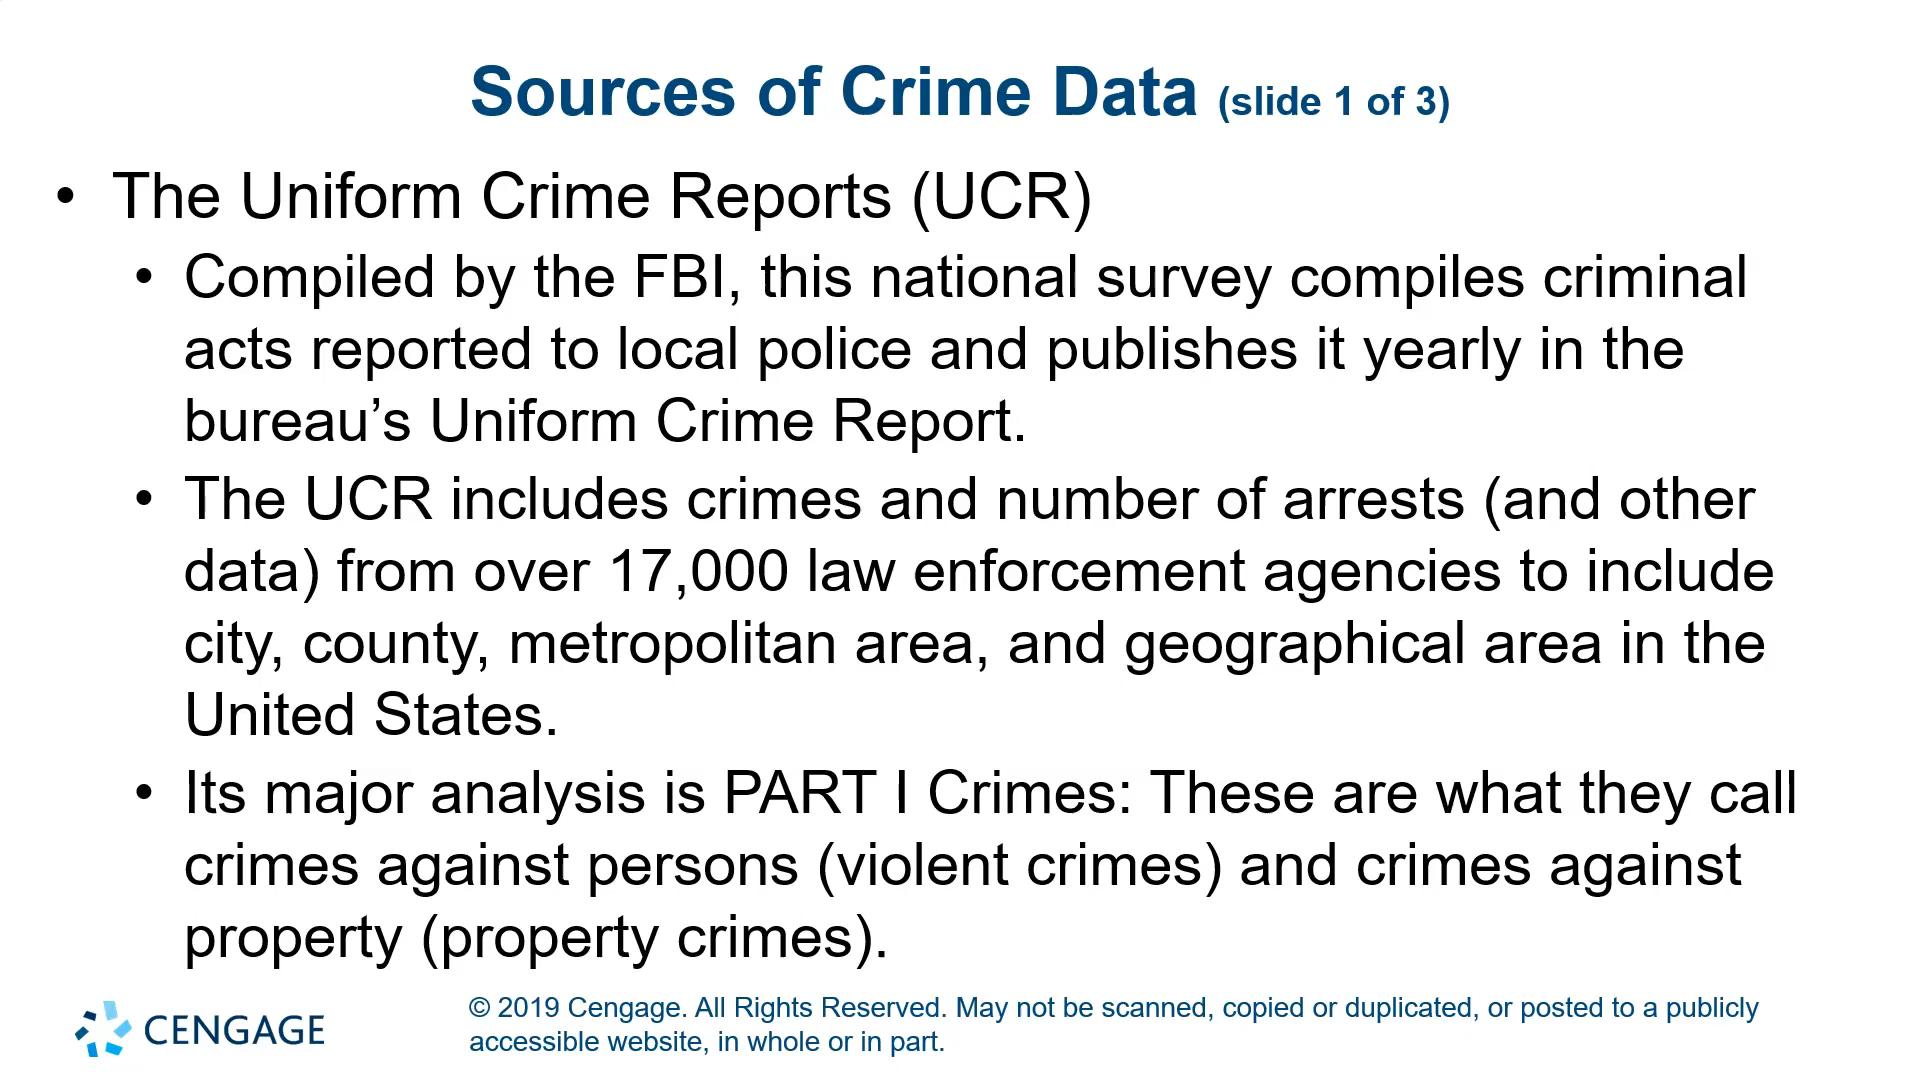 Sources of Crime Data (slide 1 of 3)
• The Uniform Crime Reports (UCR)
• Compiled by the FBI, this national survey compiles criminal
acts reported to local police and publishes it yearly in the
bureau’s Uniform Crime Report.
• The UCR includes crimes and number of arrests (and other
data) from over 17,000 law enforcement agencies to include
city, county, metropolitan area, and geographical area in the
United States.
• Its major analysis is PART I Crimes: These are what they call
crimes against persons (violent crimes) and crimes against
property (property crimes).
CENGAGE
© 2019 Cengage. All Rights Reserved. May not be scanned, copied or duplicated, or posted to a publicly
accessible website, in whole or in part.